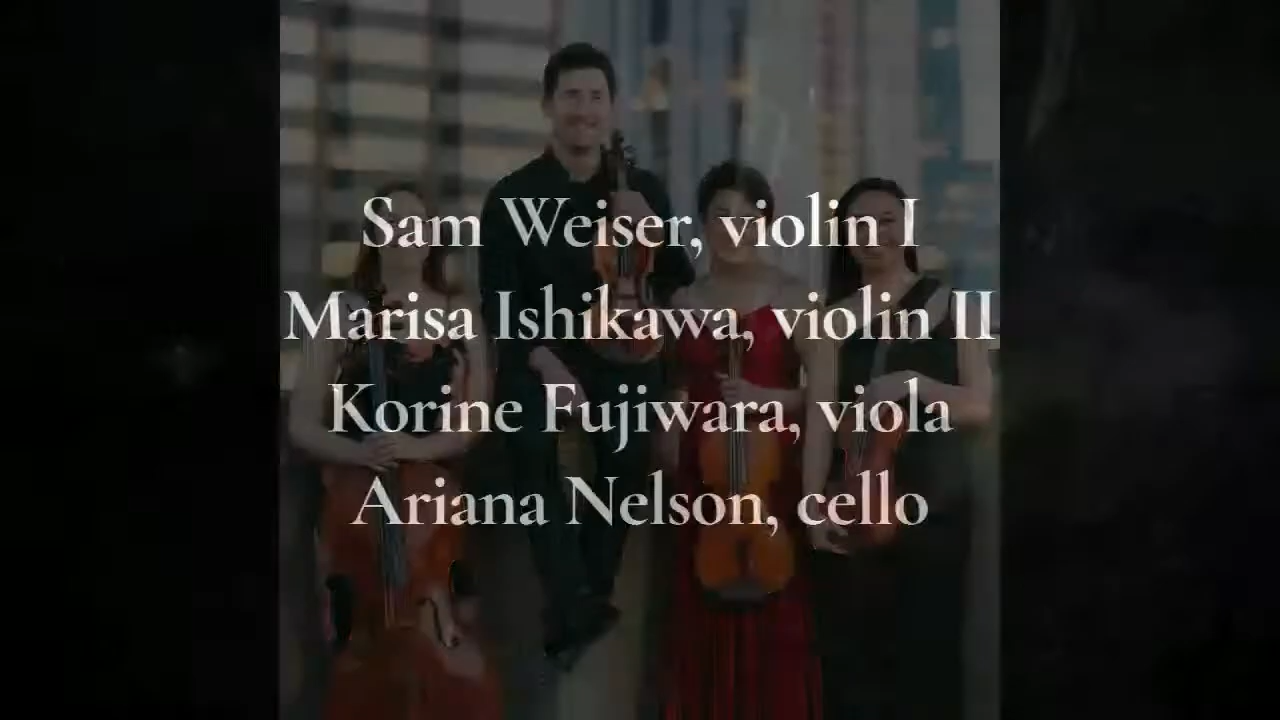 Sam Weiser, violin I
Marisa Ishikawa, violin II
Korine Fujiwara, viola
Ariana Nelson, cello